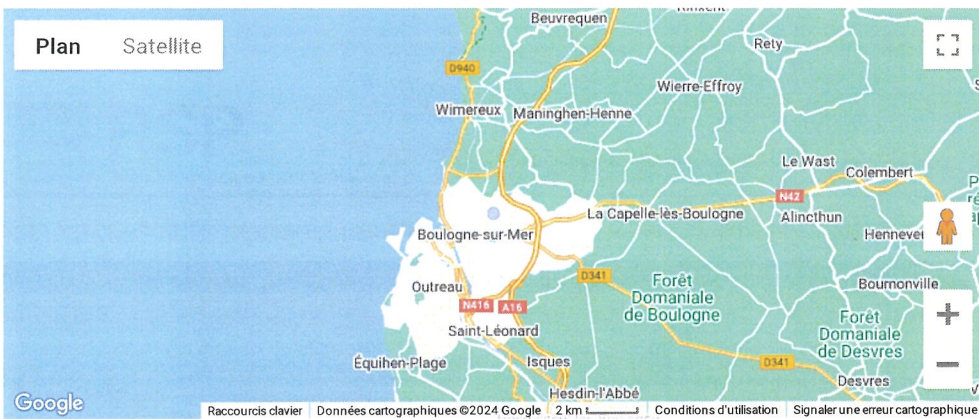 Rinxent
Beuvrequen
Plan Satellite
Rety
D940
Wierre-Effroy
Wimereux
Maninghen-Henne
Le Wast
Colembert
N42
La Capelle-lès-Boulogne
Alincthun
Boulogne-sur-Mer
Henneve
D341
Forêt
Domaniale
de Boulogne
Outreau
Bournonville
N416 A16
Forêt
Domaniale
de Desvres
Saint-Léonard
Équihen-Plage
Isques
D341
Desvres
Hesdin-l'Abbé
Google
Raccourcis clavier Données cartographiques ©2024 Google 2 km Conditions d'utilisation Signaler une erreur cartographique